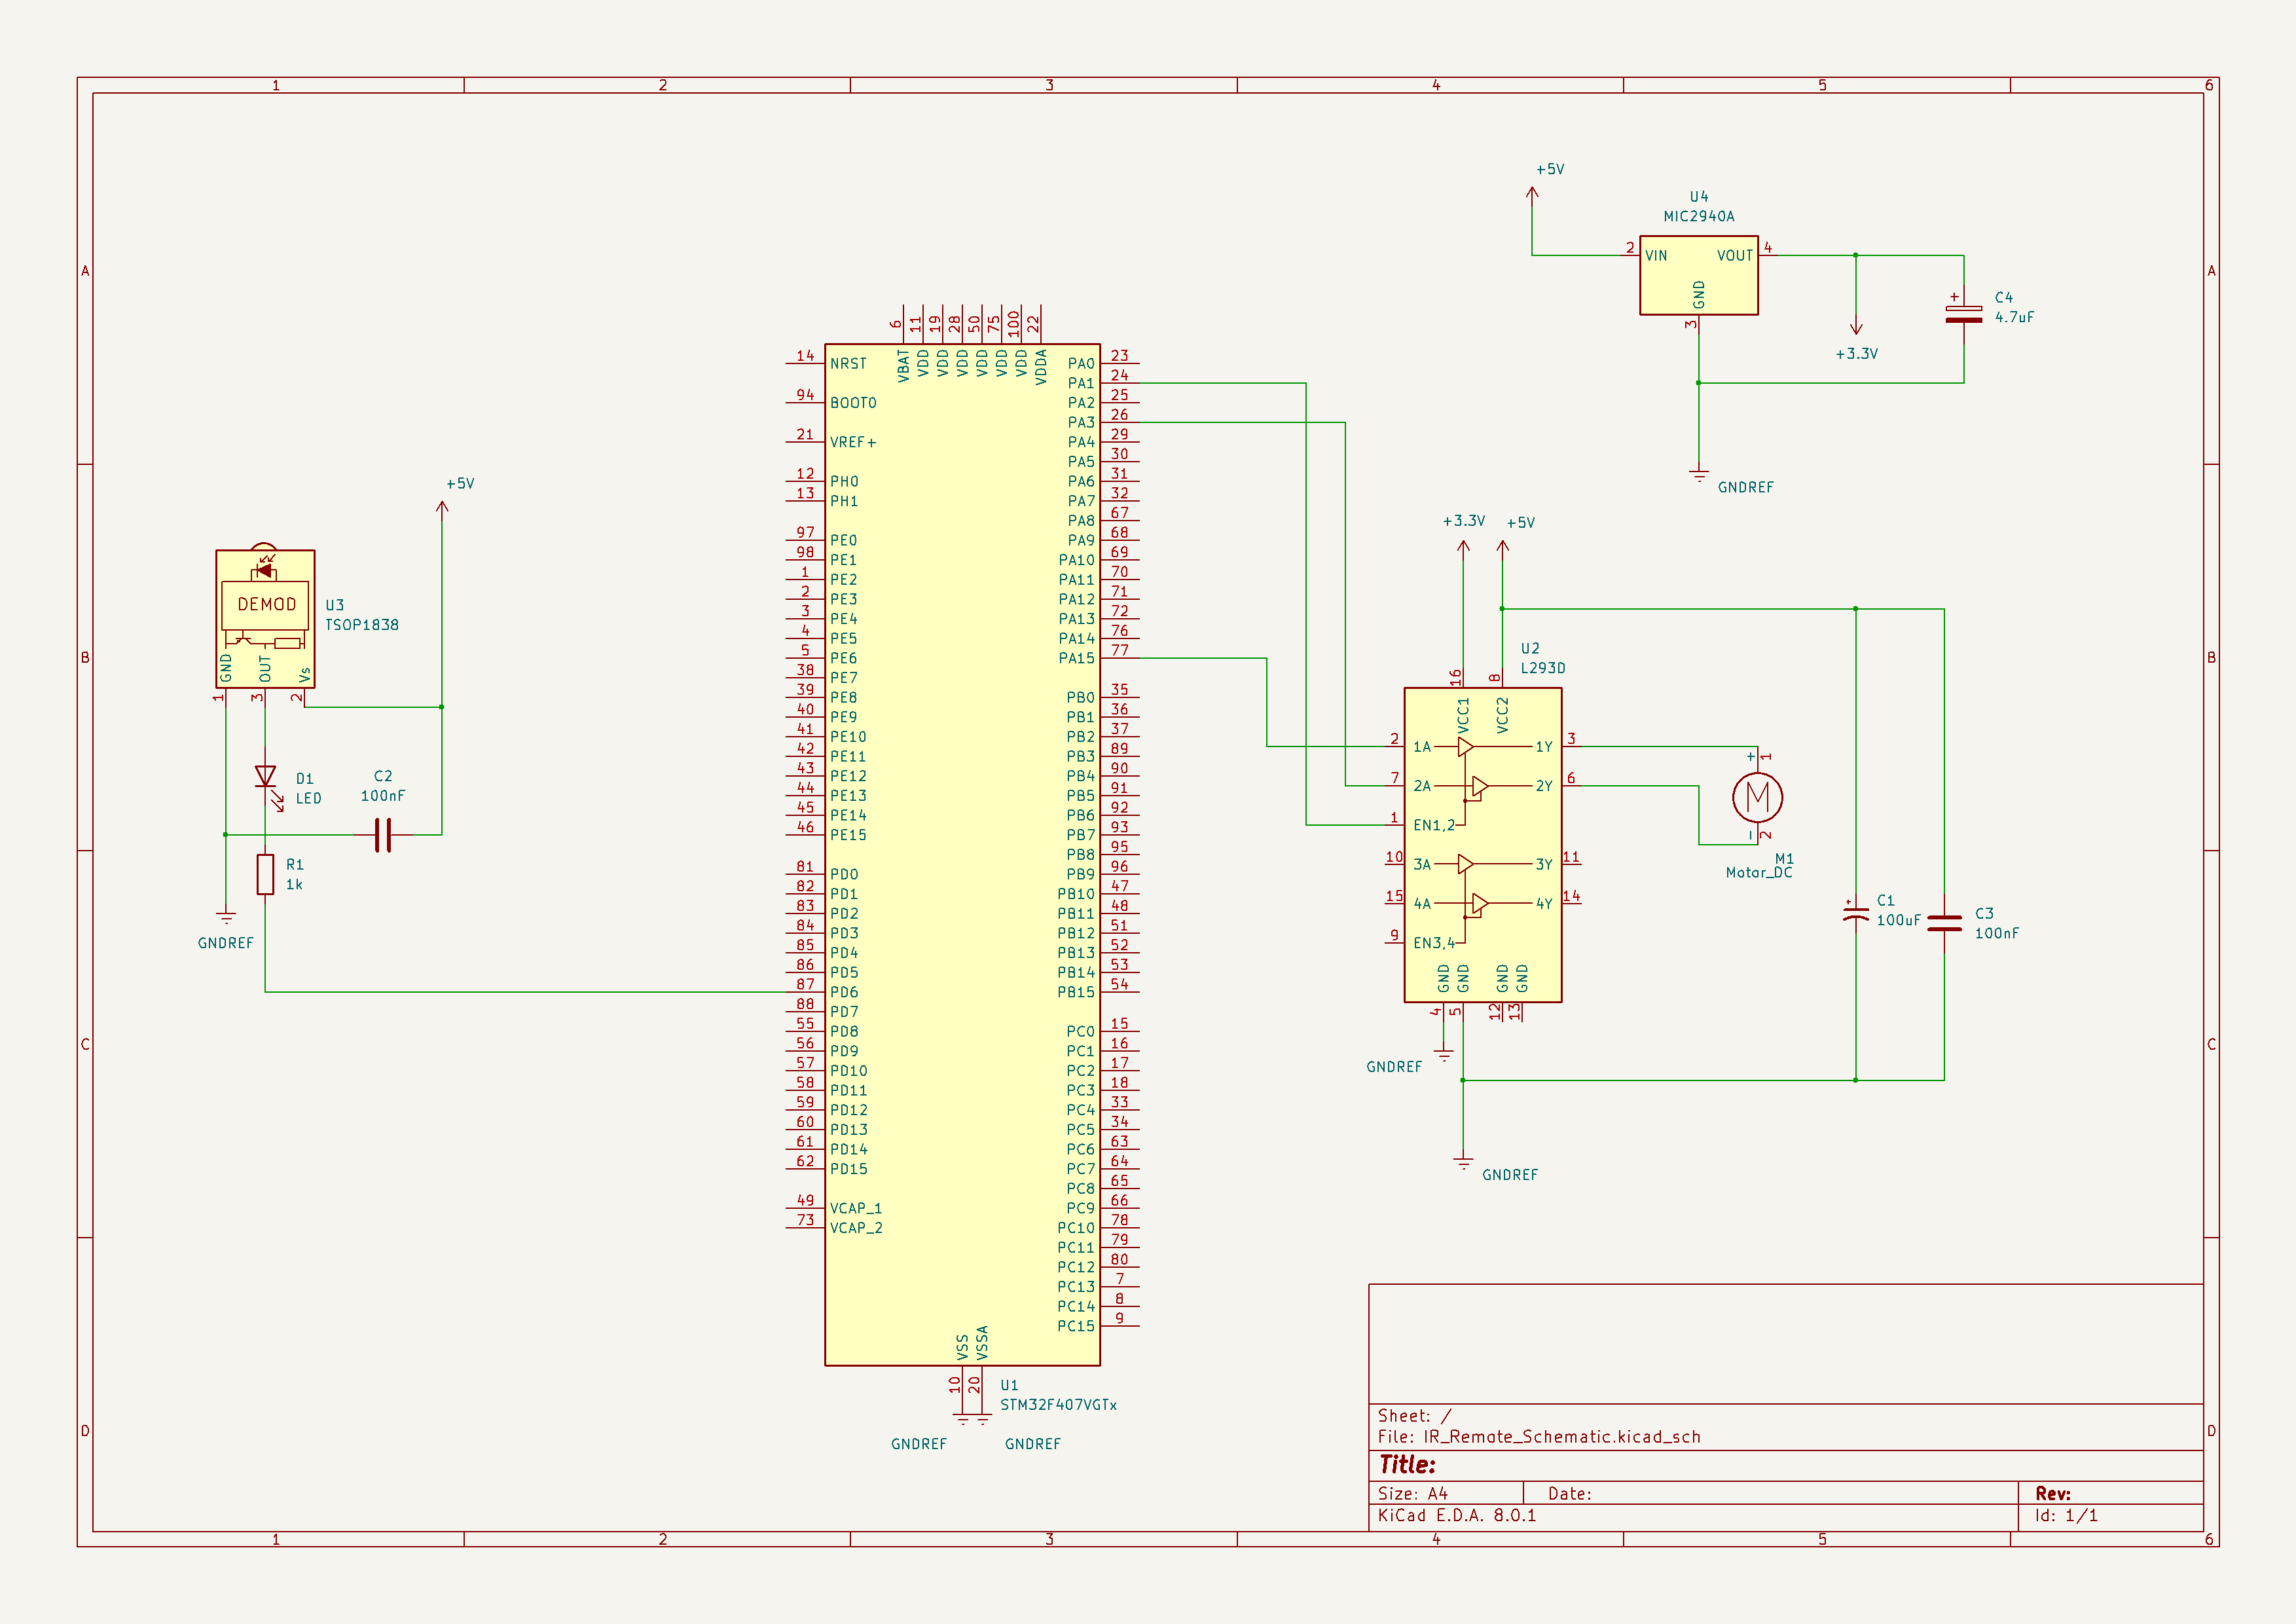 1 2 3 4 5 6
A A
B B
C C
D D
+5V
U4
MIC2940A
2 VIN VOUT 4
GND
3
+ C4
4.7uF
+3.3V
GNDREF
6 11 19 28 50 75 100 22
VBAT VDD VDD VDD VDD VDD VDD VDDA
14 NRST
94 BOOT0
21 VREF+
12 PH0
13 PH1
97 PE0
98 PE1
1 PE2
2 PE3
3 PE4
4 PE5
5 PE6
38 PE7
39 PE8
40 PE9
41 PE10
42 PE11
43 PE12
44 PE13
45 PE14
46 PE15
81 PD0
82 PD1
83 PD2
84 PD3
85 PD4
86 PD5
87 PD6
88 PD7
55 PD8
56 PD9
57 PD10
58 PD11
59 PD12
60 PD13
61 PD14
62 PD15
49 VCAP_1
73 VCAP_2
PA0 23
PA1 24
PA2 25
PA3 26
PA4 29
PA5 30
PA6 31
PA7 32
PA8 67
PA9 68
PA10 69
PA11 70
PA12 71
PA13 72
PA14 76
PA15 77
PB0 35
PB1 36
PB2 37
PB3 89
PB4 90
PB5 91
PB6 92
PB7 93
PB8 95
PB9 96
PB10 47
PB11 48
PB12 51
PB13 52
PB14 53
PB15 54
PC0 15
PC1 16
PC2 17
PC3 18
PC4 33
PC5 34
PC6 63
PC7 64
PC8 65
PC9 66
PC10 78
PC11 79
PC12 80
PC13 7
PC14 8
PC15 9
VSS VSSA
10 20
U1
STM32F407VGTx
GNDREF GNDREF
+5V
DEMOD
U3
TSOP1838
GND OUT Vs
1 3 2
D1
LED
C2
100nF
R1
1k
GNDREF
+3.3V +5V
U2
L293D
16 8
VCC1 VCC2
2 1A 1Y 3
7 2A 2Y 6
1 EN1,2
10 3A 3Y 11
15 4A 4Y 14
9 EN3,4
GND GND GND GND
4 5 12 13
GNDREF
GNDREF
+ 1
M
- 2
M1
Motor_DC
+ C1
100uF
C3
100nF
Sheet: /
File: IR_Remote_Schematic.kicad_sch
Title:
Size: A4 Date: Rev:
KiCad E.D.A. 8.0.1 Id: 1/1
1 2 3 4 5 6